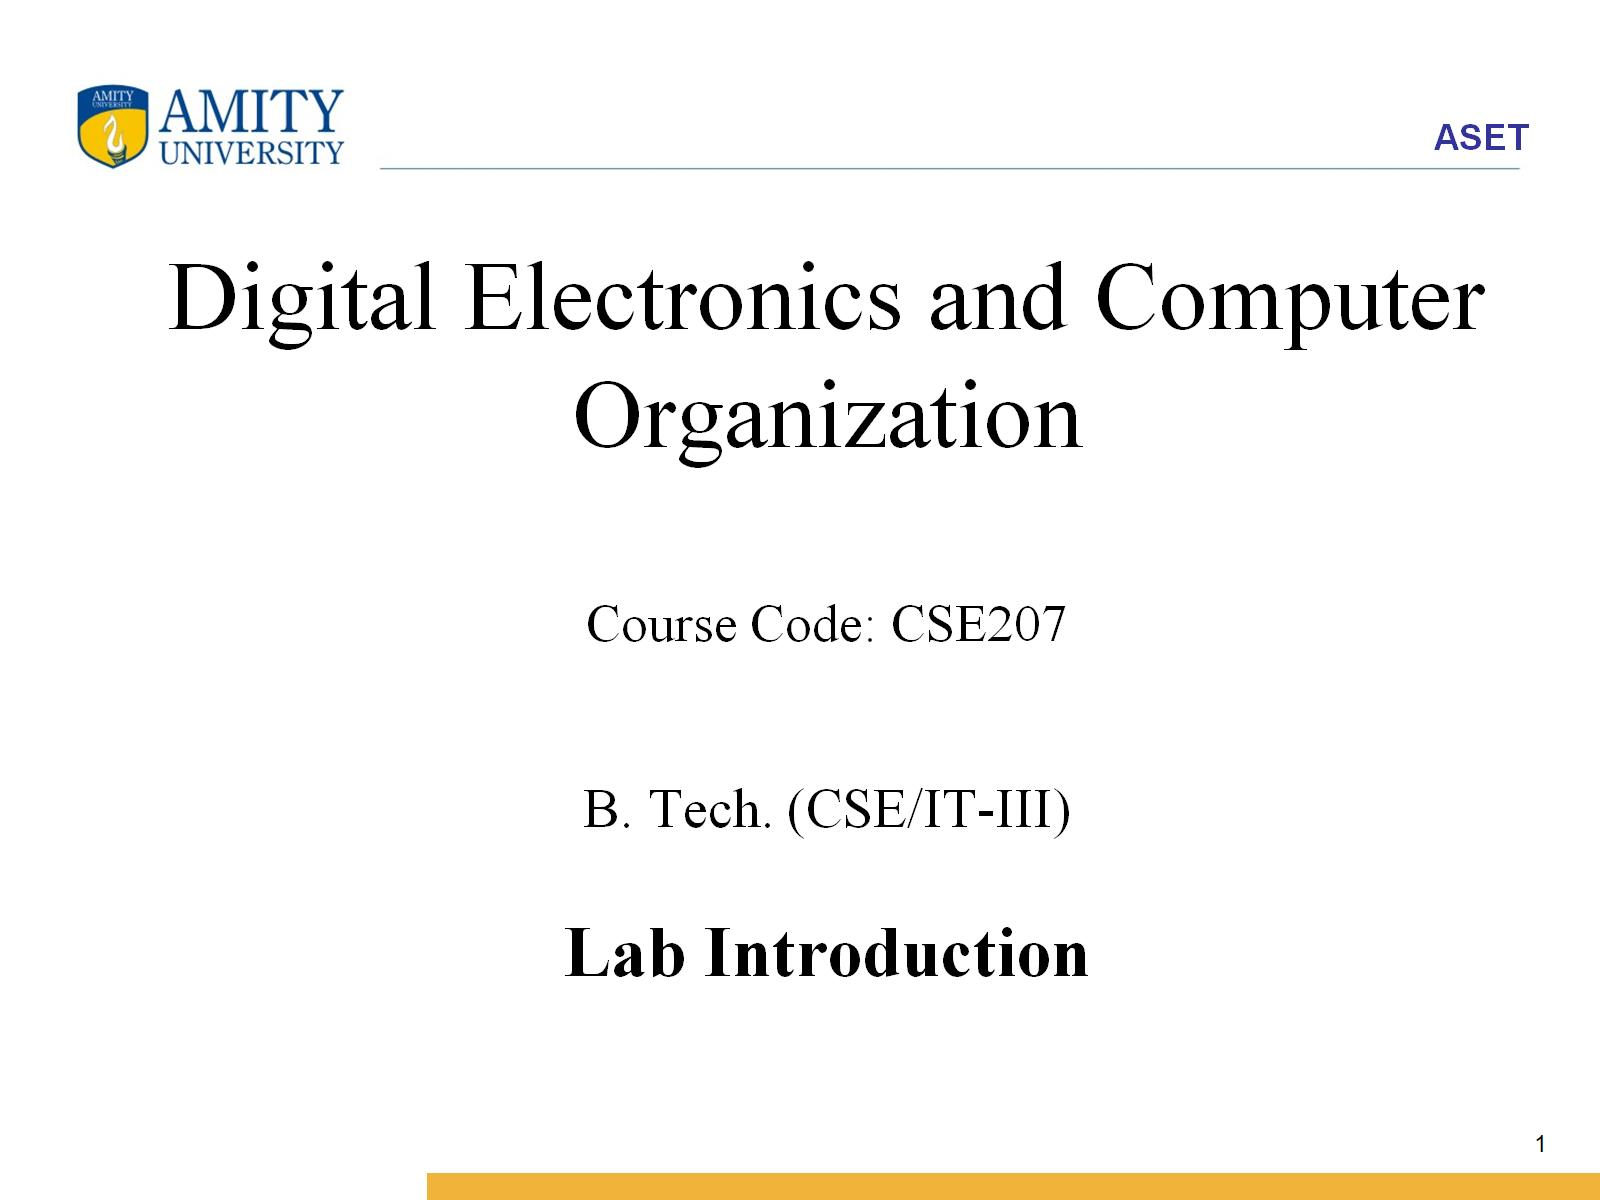 AMITY
UNIVERSITY
AMITY
UNIVERSITY
ASET
Digital Electronics and Computer
Organization
Course Code: CSE207
B. Tech. (CSE/IT-III)
Lab Introduction
1